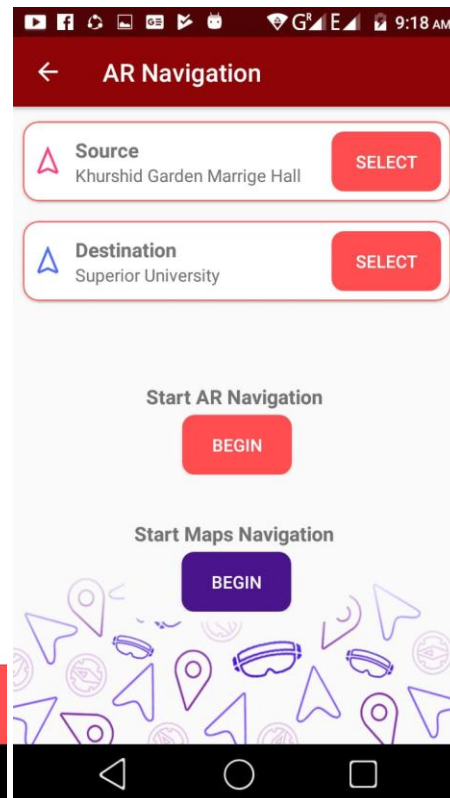 G R E 9:18 AM
AR Navigation
Source
Khurshid Garden Marrige Hall
SELECT
Destination
Superior University
SELECT
Start AR Navigation
BEGIN
Start Maps Navigation
BEGIN